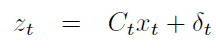 z_t = C_t x_t + δ_t